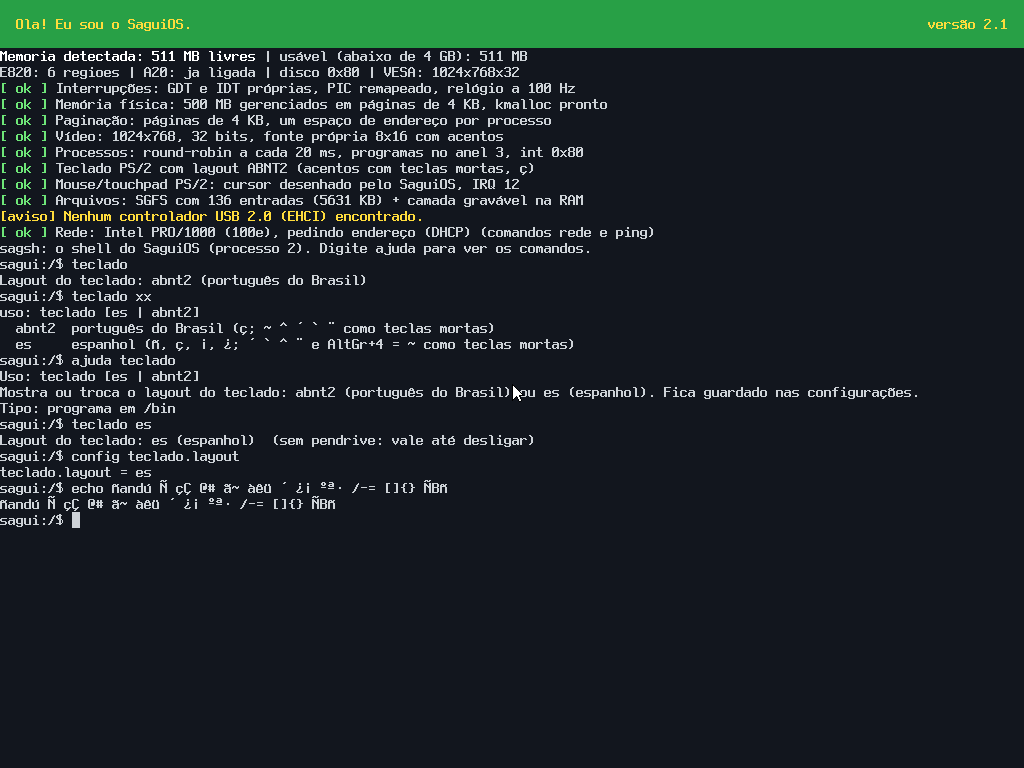 Ola! Eu sou o SaguiOS.
versão 2.1
Memoria detectada: 511 MB livres | usável (abaixo de 4 GB): 511 MB
E820: 6 regioes | A20: ja ligada | disco 0x80 | VESA: 1024x768x32
[ ok ] Interrupções: GDT e IDT próprias, PIC remapeado, relógio a 100 Hz
[ ok ] Memória física: 500 MB gerenciados em páginas de 4 KB, kmalloc pronto
[ ok ] Paginação: páginas de 4 KB, um espaço de endereço por processo
[ ok ] Vídeo: 1024x768, 32 bits, fonte própria 8x16 com acentos
[ ok ] Processos: round-robin a cada 20 ms, programas no anel 3, int 0x80
[ ok ] Teclado PS/2 com layout ABNT2 (acentos com teclas mortas, ç)
[ ok ] Mouse/touchpad PS/2: cursor desenhado pelo SaguiOS, IRQ 12
[ ok ] Arquivos: SGFS com 136 entradas (5631 KB) + camada gravável na RAM
[aviso] Nenhum controlador USB 2.0 (EHCI) encontrado.
[ ok ] Rede: Intel PRO/1000 (100e), pedindo endereço (DHCP) (comandos rede e ping)
sagsh: o shell do SaguiOS (processo 2). Digite ajuda para ver os comandos.
sagui:/$ teclado
Layout do teclado: abnt2 (português do Brasil)
sagui:/$ teclado xx
uso: teclado [es | abnt2]
  abnt2  português do Brasil (ç; ~ ^ ´ ` ¨ como teclas mortas)
  es     espanhol (ñ, ç, ¡, ¿; ´ ` ^ ¨ e AltGr+4 = ~ como teclas mortas)
sagui:/$ ajuda teclado
Uso: teclado [es | abnt2]
Mostra ou troca o layout do teclado: abnt2 (português do Brasil) ou es (espanhol). Fica guardado nas configurações.
Tipo: programa em /bin
sagui:/$ teclado es
Layout do teclado: es (espanhol)  (sem pendrive: vale até desligar)
sagui:/$ config teclado.layout
teclado.layout = es
sagui:/$ echo ñandú Ñ çÇ @# ã~ àêü ´ ¿¡ ºª· /-= []{} ÑBñ
ñandú Ñ çÇ @# ã~ àêü ´ ¿¡ ºª· /-= []{} ÑBñ
sagui:/$